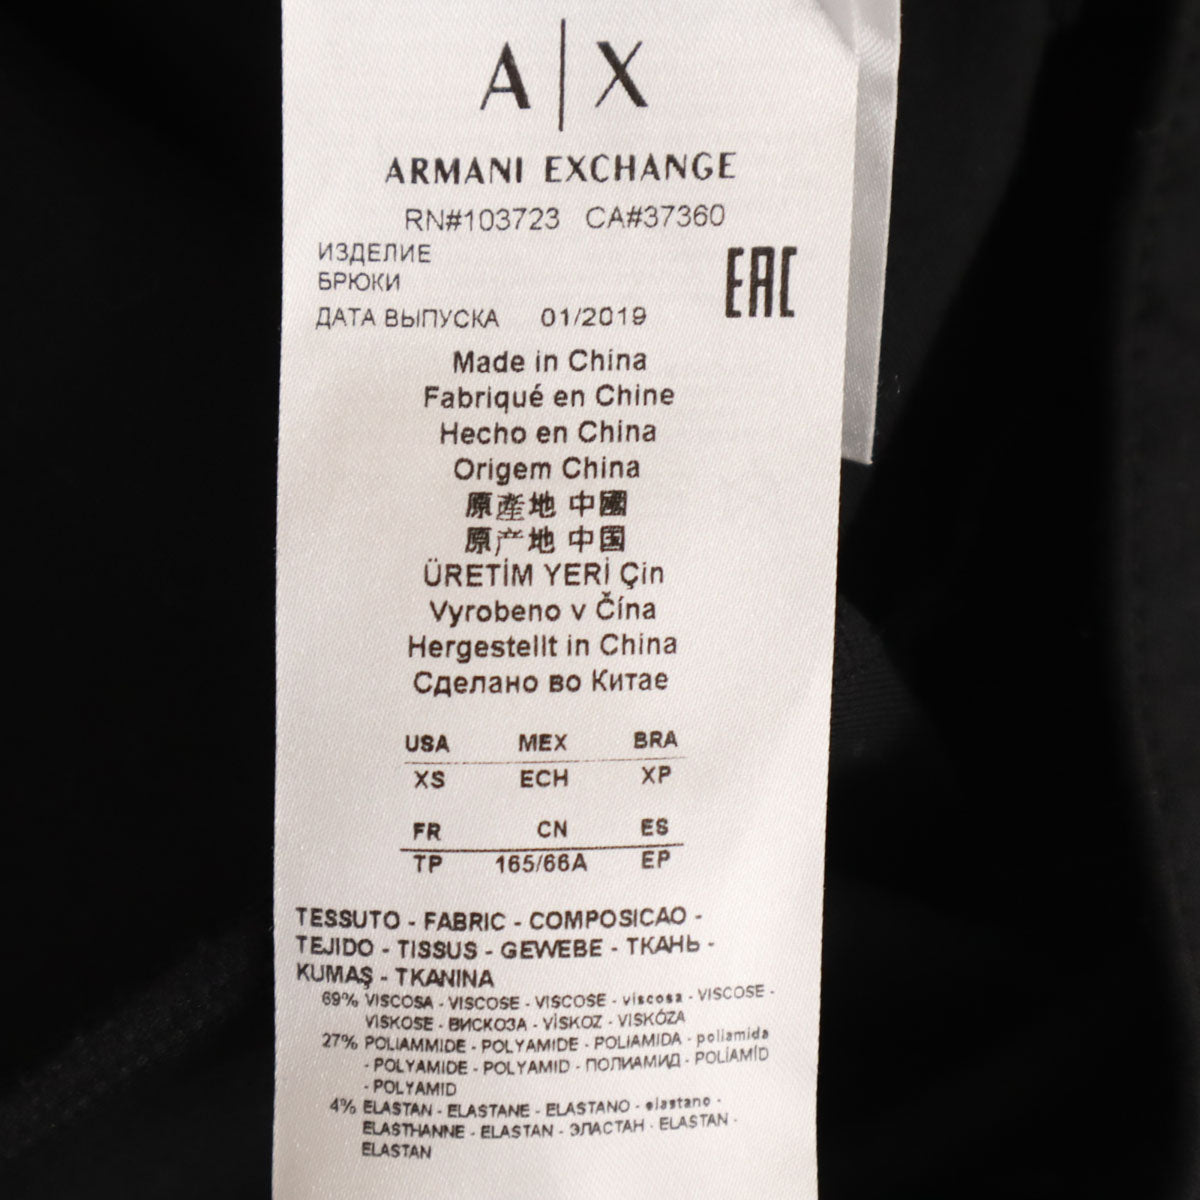 A|X
ARMANI EXCHANGE
RN#103723 CA#37360
ИЗДЕЛИЕ
БРЮКИ
EAC
ДАТА ВЫПУСКА 01/2019
Made in China
Fabriqué en Chine
Hecho en China
Origem China
原產地 中國
原产地 中国
ÜRETİM YERİ Çin
Vyrobeno v Čína
Hergestellt in China
Сделано во Китае
USA MEX BRA
XS ECH XP
FR CN ES
TP 165/66A EP
TESSUTO - FABRIC - COMPOSICAO -
TEJIDO - TISSUS - GEWEBE - ТКАНЬ -
KUMAŞ - TKANINA
69% VISCOSA - VISCOSE - VISCOSE - viscosa - VISCOSE -
VISKOSE - ВИСКОЗА - VİSKOZ - VISKÓZA
27% POLIAMMIDE - POLYAMIDE - POLIAMIDA - poliamida
- POLYAMIDE - POLYAMID - ПОЛИАМИД - POLİAMİD
- POLYAMID
4% ELASTAN - ELASTANE - ELASTANO - elastano -
ELASTHANNE - ELASTAN - ЭЛАСТАН - ELASTAN -
ELASTAN